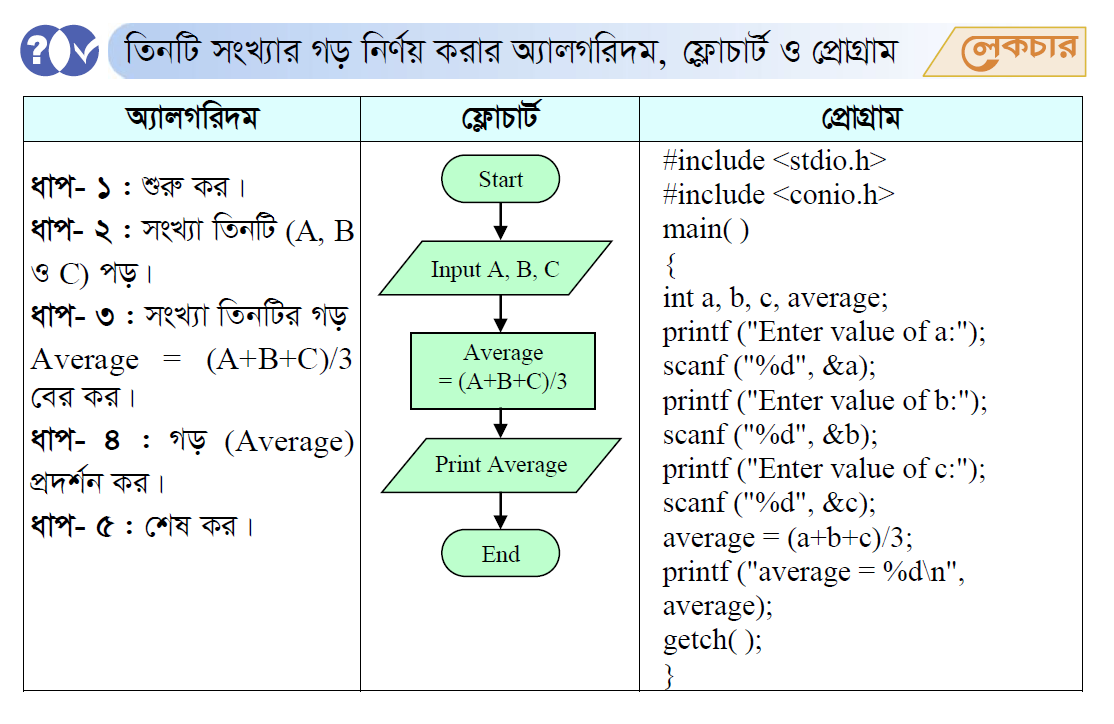 ?
তিনটি সংখ্যার গড় নির্ণয় করার অ্যালগরিদম, ফ্লোচার্ট ও প্রোগ্রাম
লেকচার
অ্যালগরিদম
ধাপ- ১ : শুরু কর।
ধাপ- ২ : সংখ্যা তিনটি (A, B
ও C) পড়।
ধাপ- ৩ : সংখ্যা তিনটির গড়
Average = (A+B+C)/3
বের কর।
ধাপ- ৪ : গড় (Average)
প্রদর্শন কর।
ধাপ- ৫ : শেষ কর।
ফ্লোচার্ট
Start
Input A, B, C
Average
= (A+B+C)/3
Print Average
End
প্রোগ্রাম
#include <stdio.h>
#include <conio.h>
main( )
{
int a, b, c, average;
printf ("Enter value of a:");
scanf ("%d", &a);
printf ("Enter value of b:");
scanf ("%d", &b);
printf ("Enter value of c:");
scanf ("%d", &c);
average = (a+b+c)/3;
printf ("average = %d\n",
average);
getch( );
}